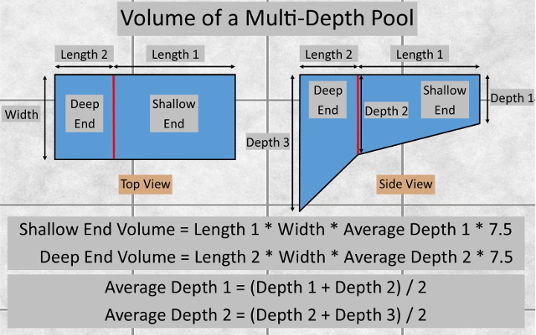 Volume of a Multi-Depth Pool
Length 2
Length 1
Width
Deep
End
Shallow
End
Top View
Length 2
Length 1
Deep
End
Shallow
End
Depth 1
Depth 2
Depth 3
Side View
Shallow End Volume = Length 1 * Width * Average Depth 1 * 7.5
Deep End Volume = Length 2 * Width * Average Depth 2 * 7.5
Average Depth 1 = (Depth 1 + Depth 2) / 2
Average Depth 2 = (Depth 2 + Depth 3) / 2